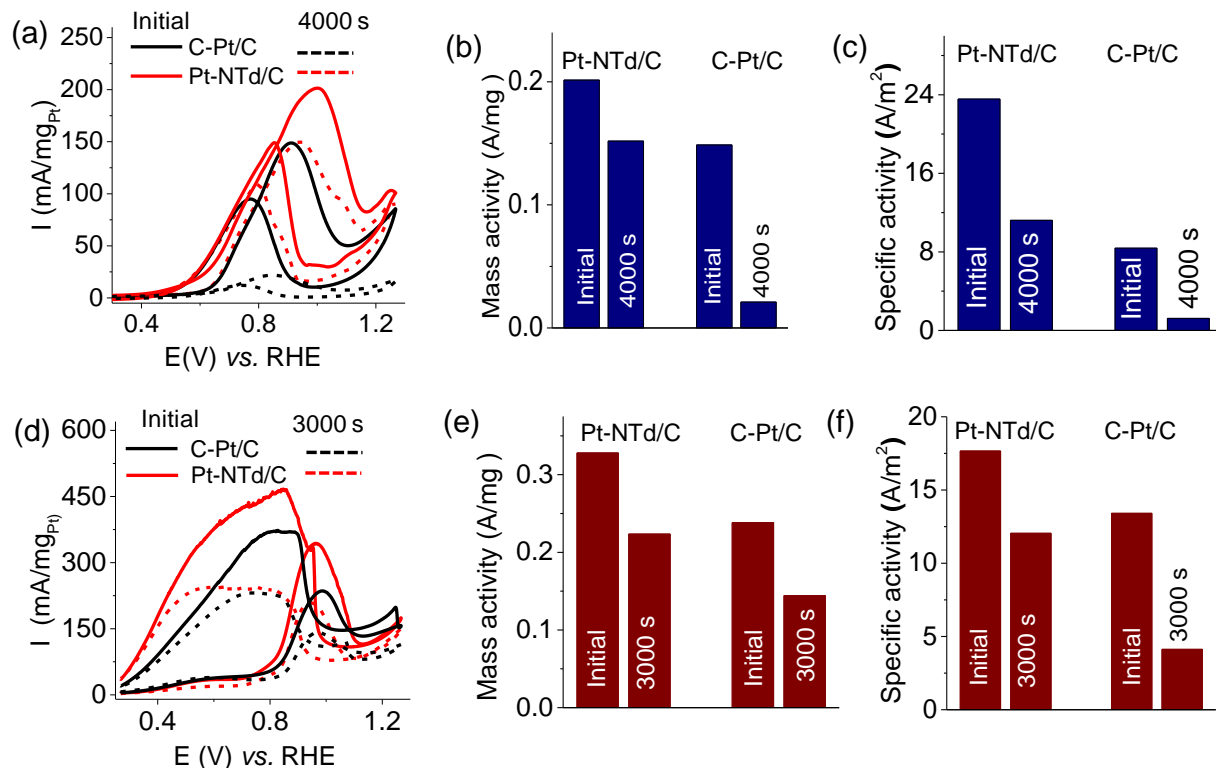 (a)
Initial 4000 s
C-Pt/C
Pt-NTd/C
250
200
150
100
50
0
I (mA/mgPt)
0.4 0.8 1.2
E(V) vs. RHE
(b)
Pt-NTd/C C-Pt/C
0.2
0.1
0.0
Mass activity (A/mg)
Initial
4000 s
Initial
4000 s
(c)
Pt-NTd/C C-Pt/C
24
16
8
0
Specific activity (A/m²)
Initial
4000 s
Initial
4000 s
(d)
Initial 3000 s
C-Pt/C
Pt-NTd/C
600
450
300
150
0
I (mA/mgPt)
0.4 0.8 1.2
E (V) vs. RHE
(e)
Pt-NTd/C C-Pt/C
0.3
0.2
0.1
0.0
Mass activity (A/mg )
Initial
3000 s
Initial
3000 s
(f)
Pt-NTd/C C-Pt/C
20
15
10
5
0
Specific activity (A/m²)
Initial
3000 s
Initial
3000 s